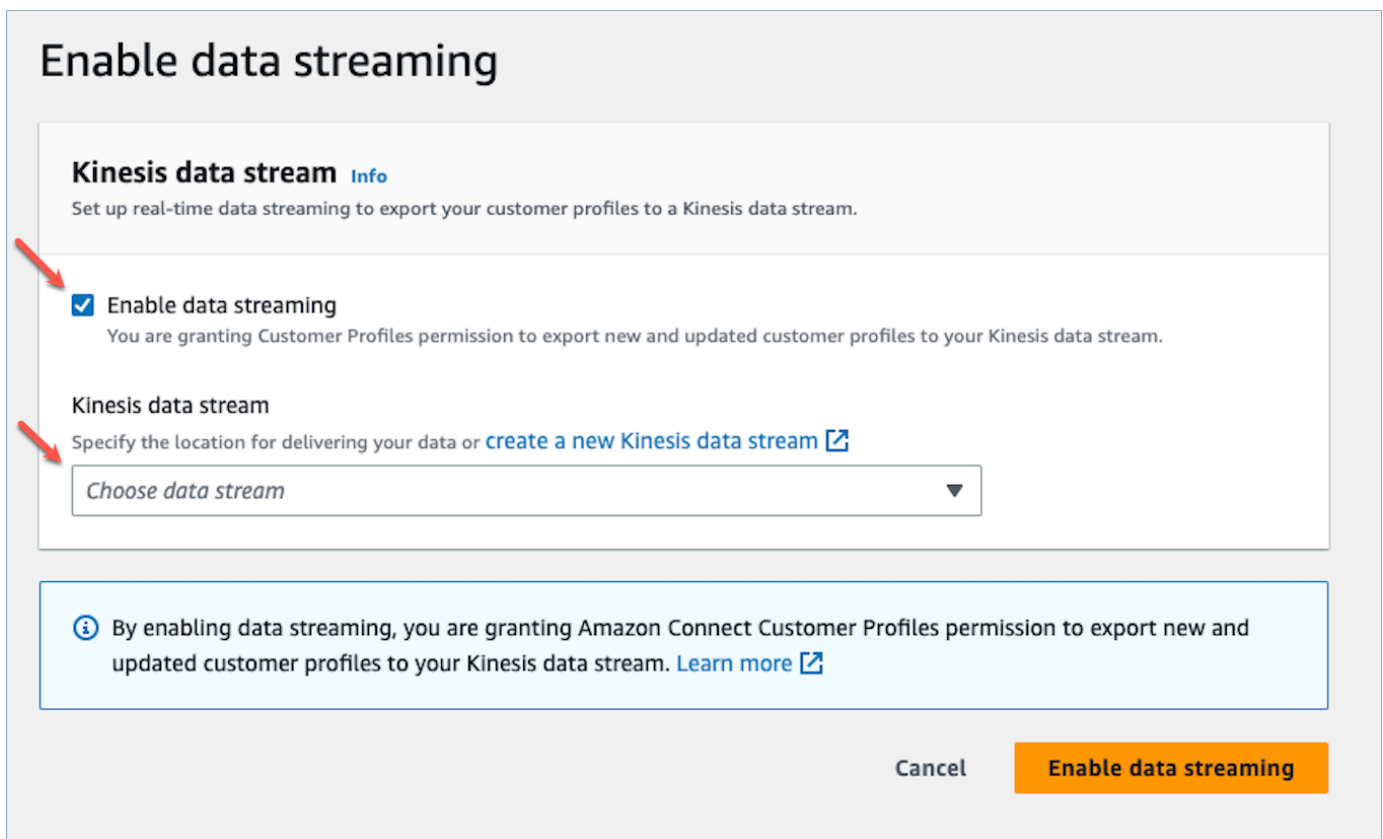 Enable data streaming
Kinesis data stream Info
Set up real-time data streaming to export your customer profiles to a Kinesis data stream.
Enable data streaming
You are granting Customer Profiles permission to export new and updated customer profiles to your Kinesis data stream.
Kinesis data stream
Specify the location for delivering your data or create a new Kinesis data stream
Choose data stream
By enabling data streaming, you are granting Amazon Connect Customer Profiles permission to export new and
updated customer profiles to your Kinesis data stream. Learn more
Cancel Enable data streaming